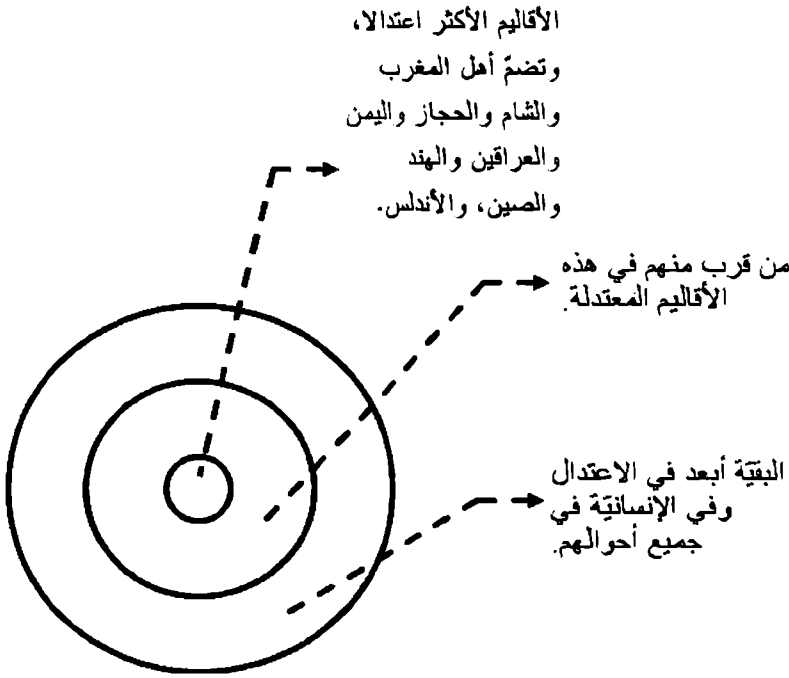 الأقاليم الأكثر اعتدالا،
وتضمّ أهل المغرب
والشام والحجاز واليمن
والعراقين والهند
والصين، والأندلس.
من قرب منهم في هذه
الأقاليم المعتدلة.
البقيّة أبعد في الاعتدال
وفي الإنسانيّة في
جميع أحوالهم.